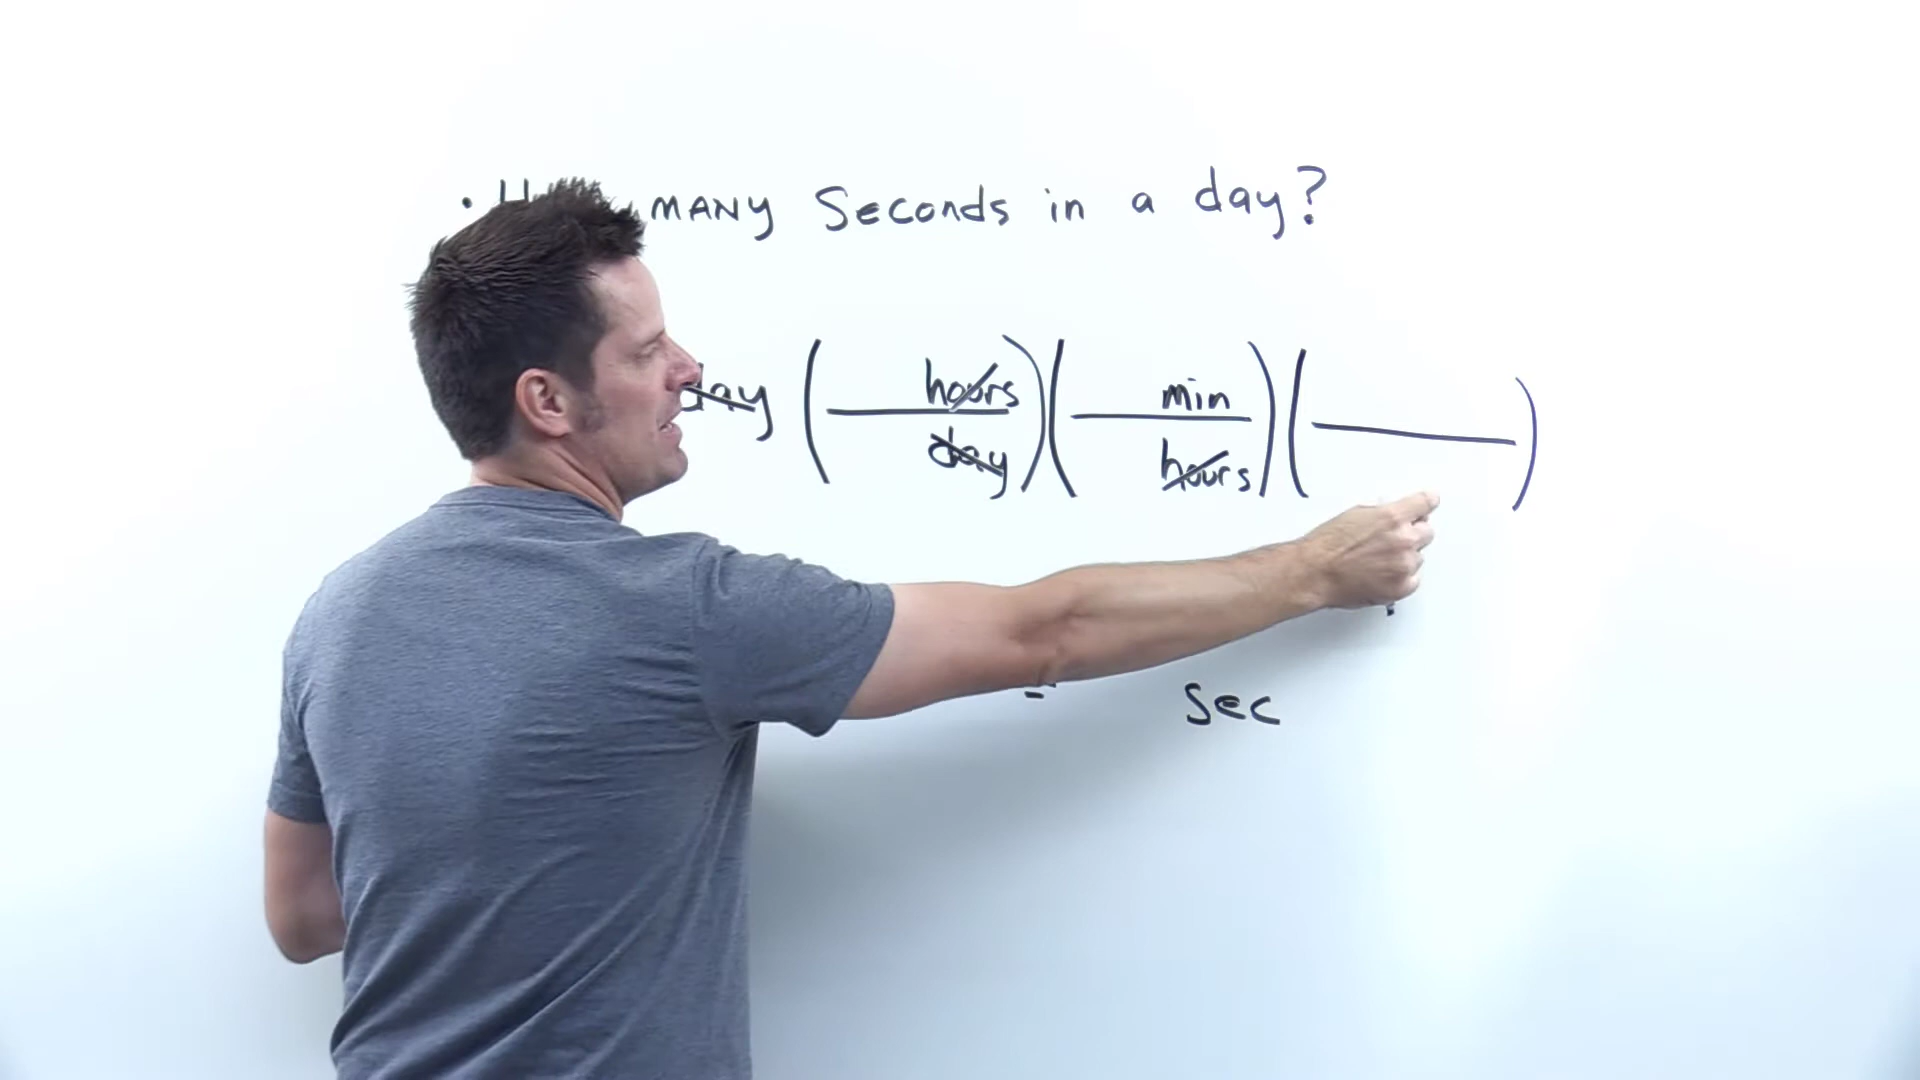 • MANY Seconds in a day?
day ( hours )( min )( )
day hours
= sec